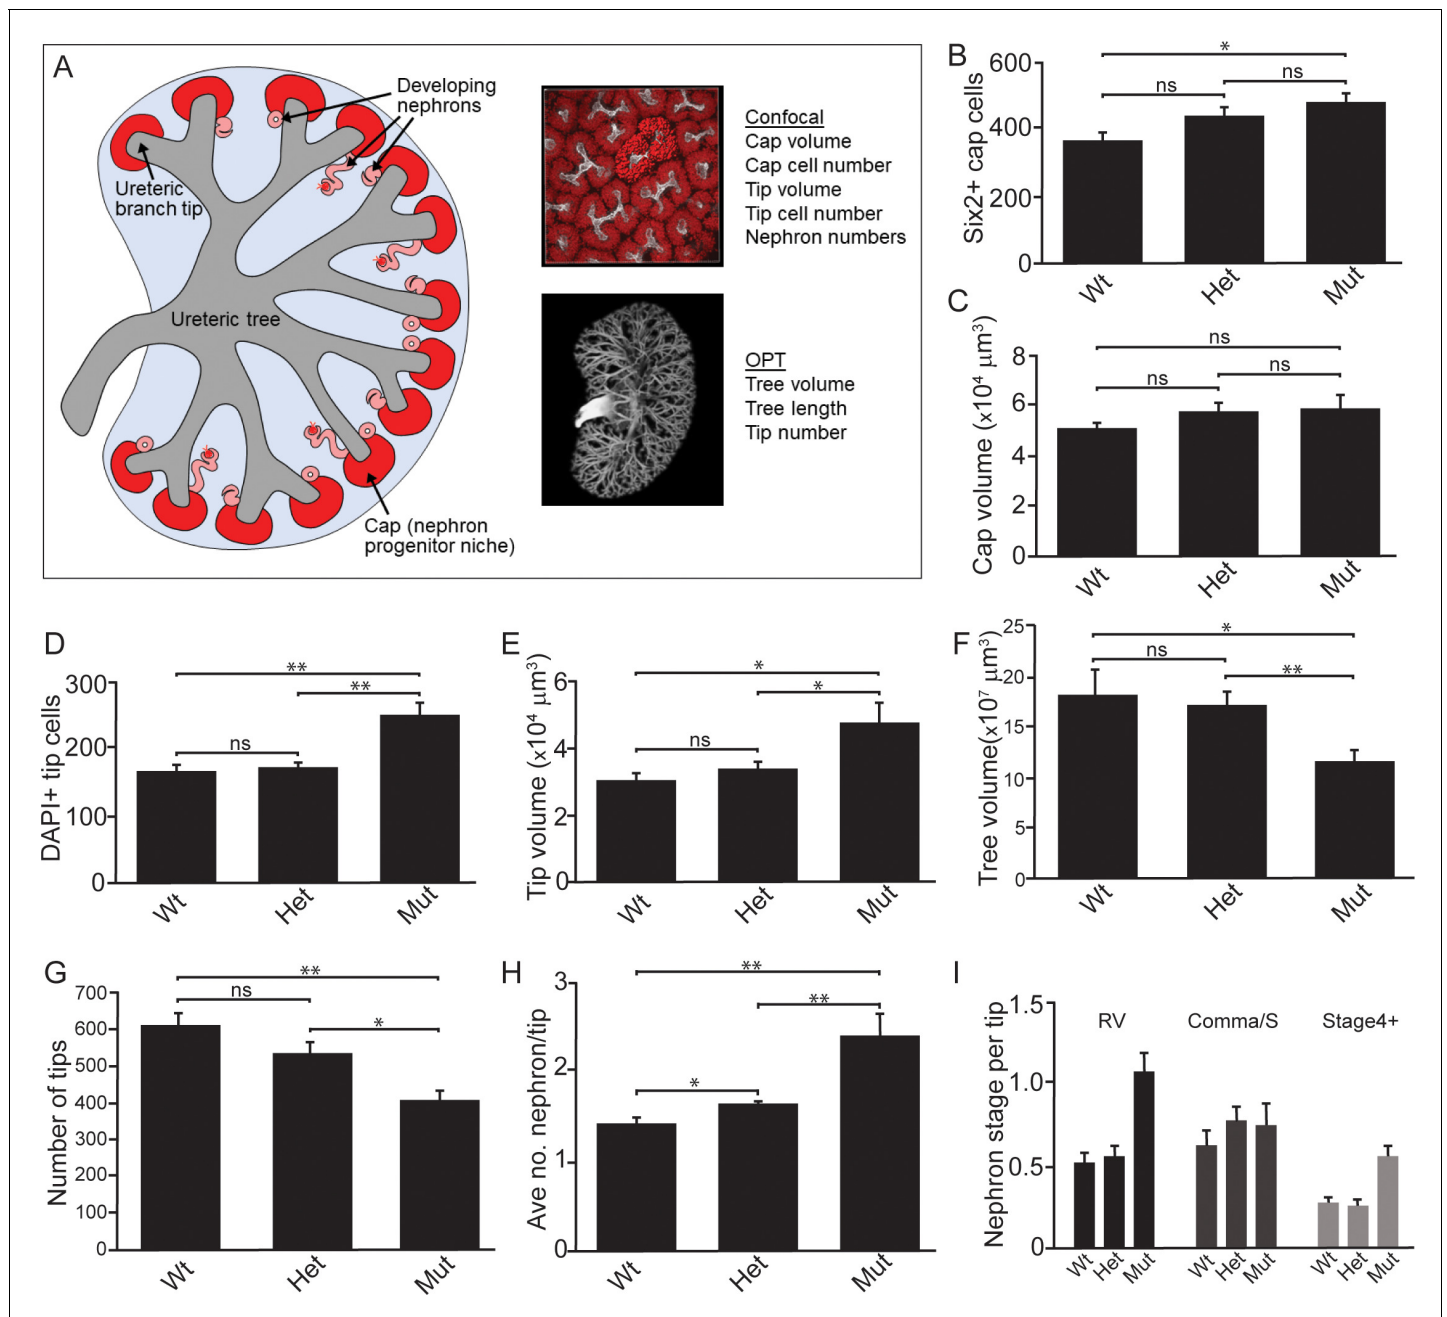 A
Developing
nephrons
Ureteric
branch tip
Ureteric tree
Cap (nephron
progenitor niche)
Confocal
Cap volume
Cap cell number
Tip volume
Tip cell number
Nephron numbers
OPT
Tree volume
Tree length
Tip number
B
Six2+ cap cells
600
400
200
0
*
ns
ns
Wt
Het
Mut
C
Cap volume (x10⁴ µm³)
8
6
4
2
0
ns
ns
ns
Wt
Het
Mut
D
DAPI+ tip cells
300
200
100
0
**
**
ns
Wt
Het
Mut
E
Tip volume (x10⁴ µm³)
6
4
2
0
*
*
ns
Wt
Het
Mut
F
Tree volume(x10⁷ µm³)
25
20
15
10
5
0
*
ns
**
Wt
Het
Mut
G
Number of tips
700
600
500
400
300
200
100
0
**
ns
*
Wt
Het
Mut
H
Ave no. nephron/tip
3
2
1
0
**
**
*
Wt
Het
Mut
I
Nephron stage per tip
1.5
1.0
0.5
0
RV
Comma/S
Stage4+
Wt
Het
Mut
Wt
Het
Mut
Wt
Het
Mut